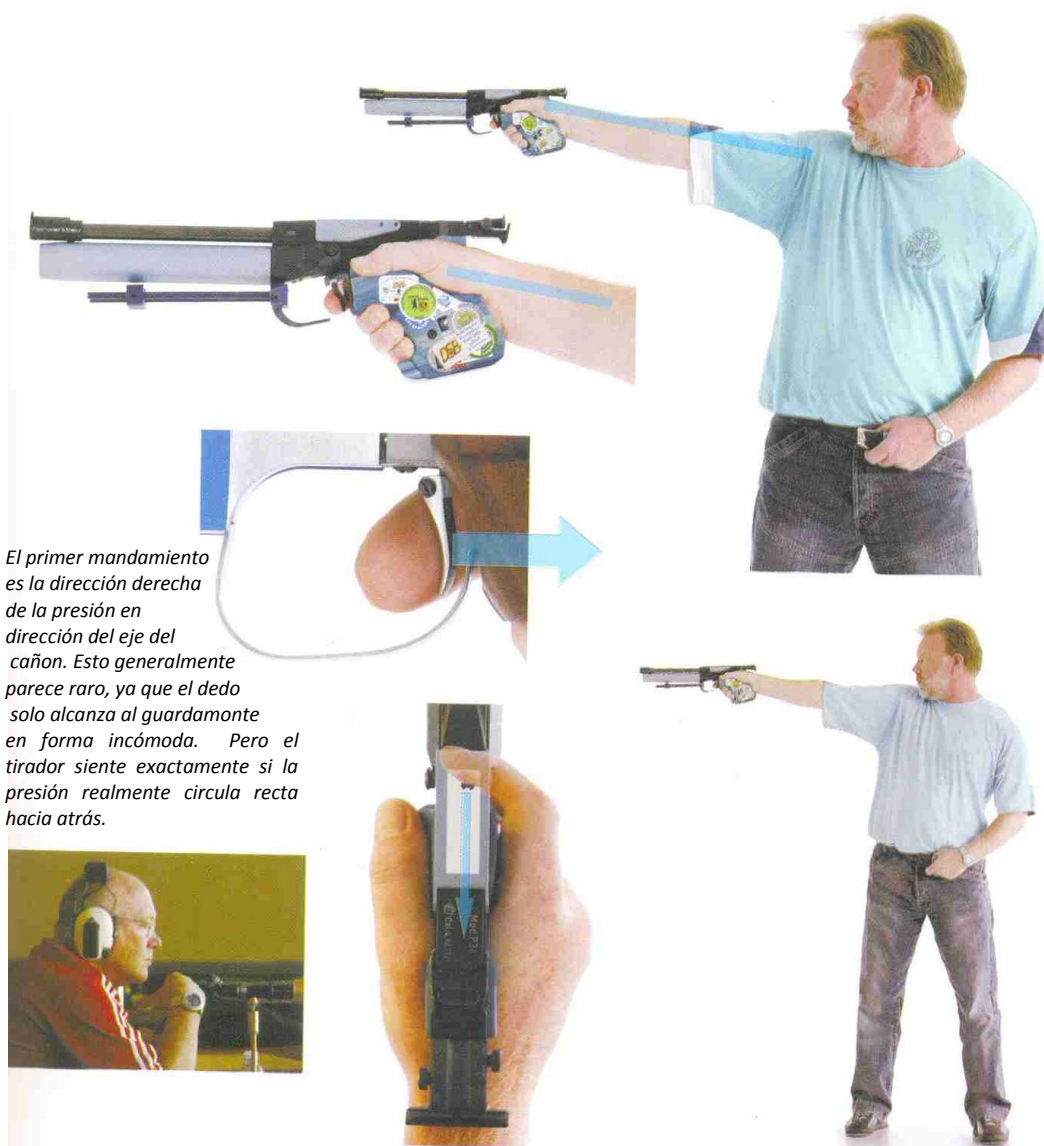 El primer mandamiento
es la dirección derecha
de la presión en
dirección del eje del
cañon. Esto generalmente
parece raro, ya que el dedo
solo alcanza al guardamonte
en forma incómoda. Pero el
tirador siente exactamente si la
presión realmente circula recta
hacia atrás.